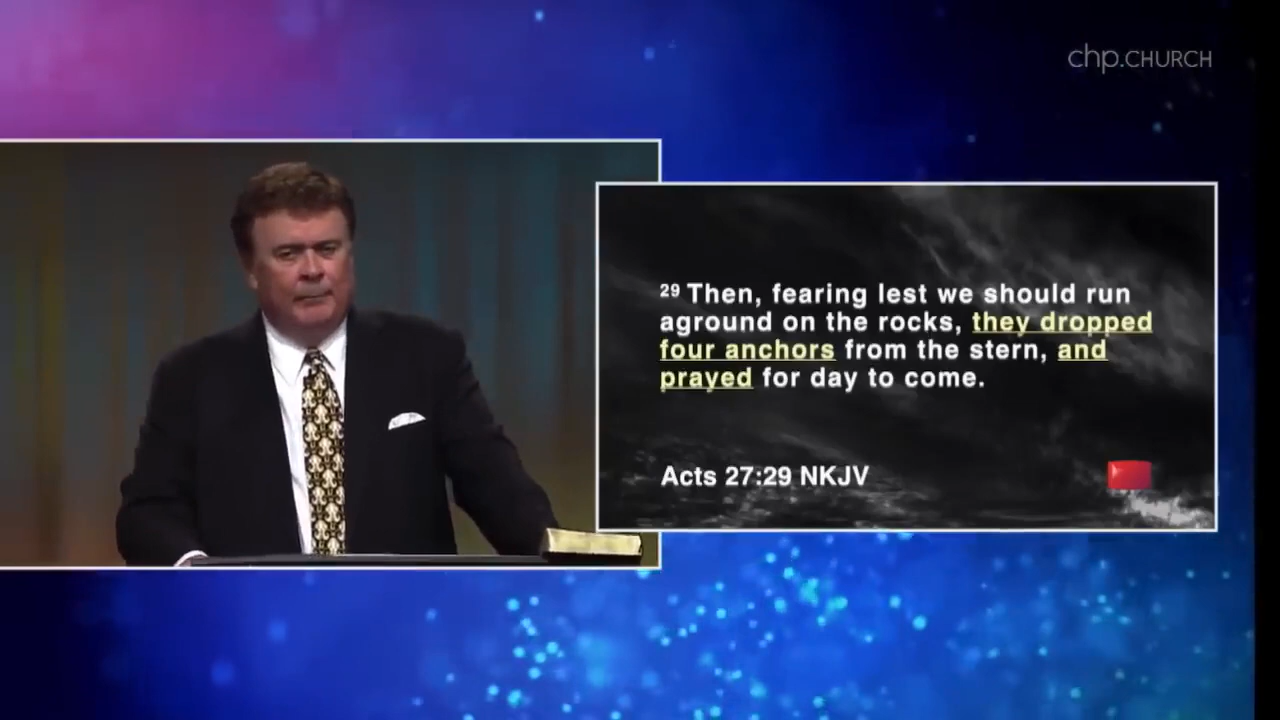 chp.CHURCH
29 Then, fearing lest we should run
aground on the rocks, they dropped
four anchors from the stern, and
prayed for day to come.
Acts 27:29 NKJV